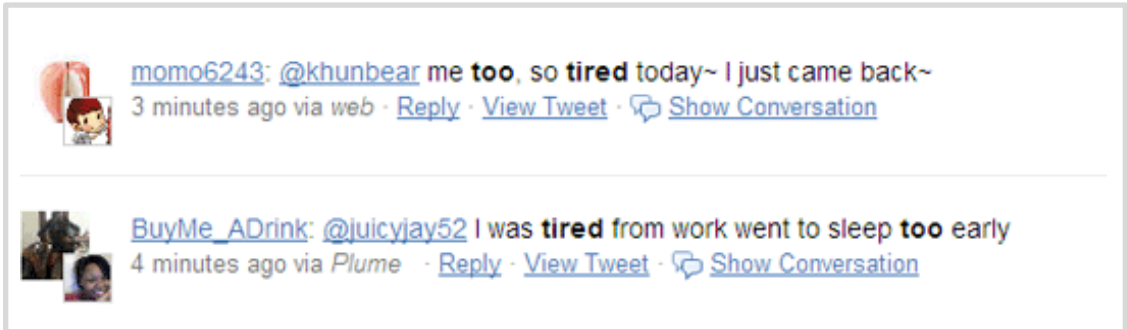 momo6243: @khunbear me too, so tired today~ I just came back~
3 minutes ago via web · Reply · View Tweet · Show Conversation
BuyMe_ADrink: @juicyjay52 I was tired from work went to sleep too early
4 minutes ago via Plume · Reply · View Tweet · Show Conversation